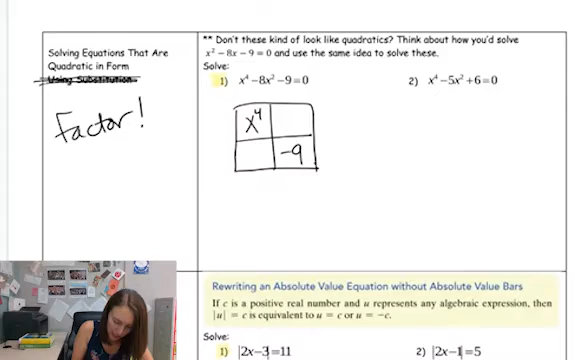 ** Don't these kind of look like quadratics? Think about how you'd solve
Solving Equations That Are
Quadratic in Form
Using Substitution
x² − 8x − 9 = 0 and use the same idea to solve these.
Solve:
1) x⁴ − 8x² − 9 = 0
2) x⁴ − 5x² + 6 = 0
Factor!
x⁴
−9
Rewriting an Absolute Value Equation without Absolute Value Bars
If c is a positive real number and u represents any algebraic expression, then
|u| = c is equivalent to u = c or u = −c.
Solve:
1) |2x−3| = 11
2) |2x−1| = 5